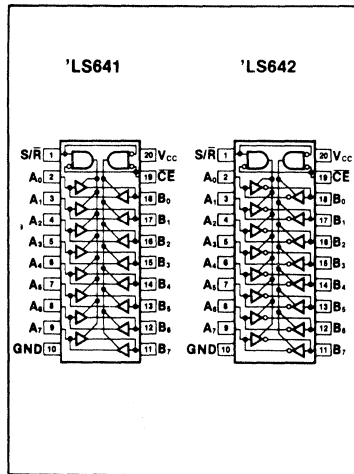 'LS641 'LS642
S/R̅ 1 20 VCC S/R̅ 1 20 VCC
A0 2 19 C̅E̅ A0 2 19 C̅E̅
A1 3 18 B0 A1 3 18 B0
A2 4 17 B1 A2 4 17 B1
A3 5 16 B2 A3 5 16 B2
A4 6 15 B3 A4 6 15 B3
A5 7 14 B4 A5 7 14 B4
A6 8 13 B5 A6 8 13 B5
A7 9 12 B6 A7 9 12 B6
GND 10 11 B7 GND 10 11 B7